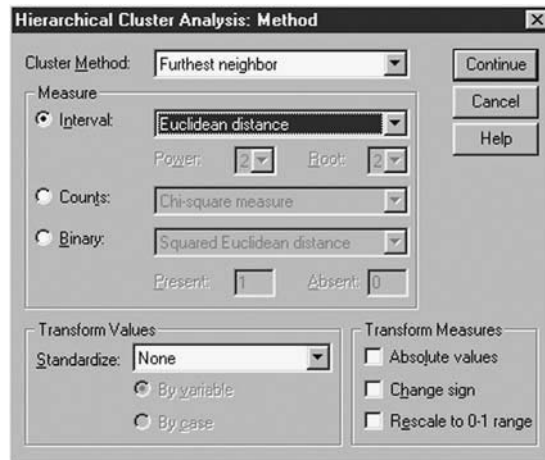 Hierarchical Cluster Analysis: Method
Cluster Method: Furthest neighbor
Continue
Measure
Cancel
Interval: Euclidean distance
Help
Power: 2 Root: 2
Counts: Chi-square measure
Binary: Squared Euclidean distance
Present: 1 Absent: 0
Transform Values
Standardize: None
By variable
By case
Transform Measures
Absolute values
Change sign
Rescale to 0-1 range